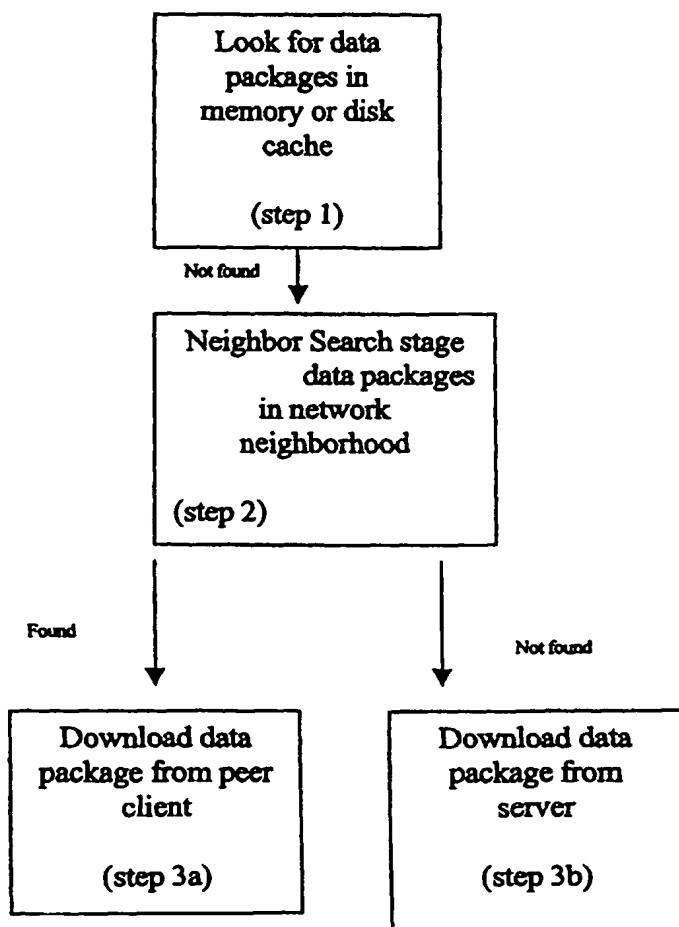 Look for data
packages in
memory or disk
cache
(step 1)
Not found
Neighbor Search stage
data packages
in network
neighborhood
(step 2)
Found
Not found
Download data
package from peer
client
(step 3a)
Download data
package from
server
(step 3b)